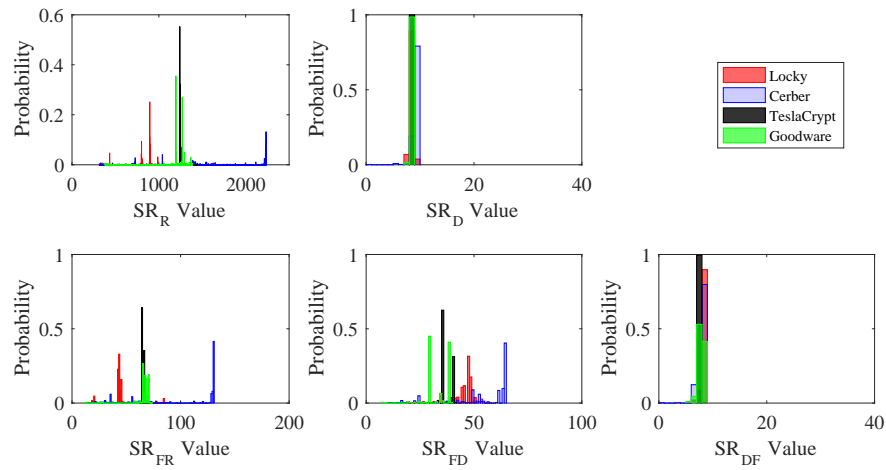 0.6
0.4
0.2
0
0
1000
2000
Probability
SR_R Value
1
0.5
0
0
20
40
Probability
SR_D Value
Locky
Cerber
TeslaCrypt
Goodware
1
0.5
0
0
100
200
Probability
SR_FR Value
1
0.5
0
0
50
100
Probability
SR_FD Value
1
0.5
0
0
20
40
Probability
SR_DF Value